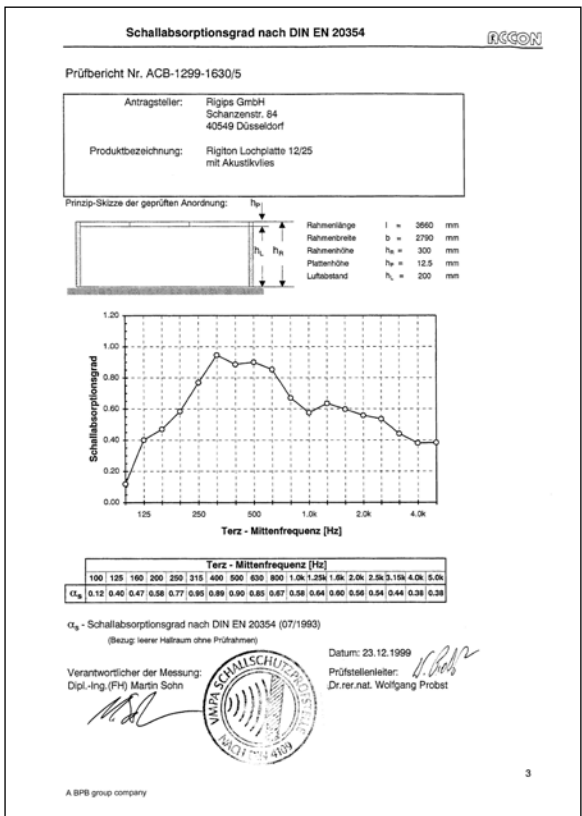 Schallabsorptionsgrad nach DIN EN 20354
ACCON
Prüfbericht Nr. ACB-1299-1630/5
Antragsteller: Rigips GmbH
Schanzenstr. 84
40549 Düsseldorf
Produktbezeichnung: Rigiton Lochplatte 12/25
mit Akustikvlies
Prinzip-Skizze der geprüften Anordnung: hP
hL hR
Rahmenlänge l = 3660 mm
Rahmenbreite b = 2790 mm
Rahmenhöhe hR = 300 mm
Plattenhöhe hP = 12.5 mm
Luftabstand hL = 200 mm
Schallabsorptionsgrad
1.20
1.00
0.80
0.60
0.40
0.20
0.00
125 250 500 1.0k 2.0k 4.0k
Terz - Mittenfrequenz [Hz]
Terz - Mittenfrequenz [Hz]
100 125 160 200 250 315 400 500 630 800 1.0k 1.25k 1.6k 2.0k 2.5k 3.15k 4.0k 5.0k
αs 0.12 0.40 0.47 0.58 0.77 0.95 0.89 0.90 0.85 0.67 0.58 0.64 0.60 0.56 0.54 0.44 0.38 0.38
αs - Schallabsorptionsgrad nach DIN EN 20354 (07/1993)
(Bezug: leerer Hallraum ohne Prüfrahmen)
Datum: 23.12.1999
Verantwortlicher der Messung:
Dipl.-Ing.(FH) Martin Sohn
VMPA SCHALLSCHUTZPRÜFSTELLE
NACH DIN 4109
Prüfstellenleiter:
Dr.rer.nat. Wolfgang Probst
3
A BPB group company